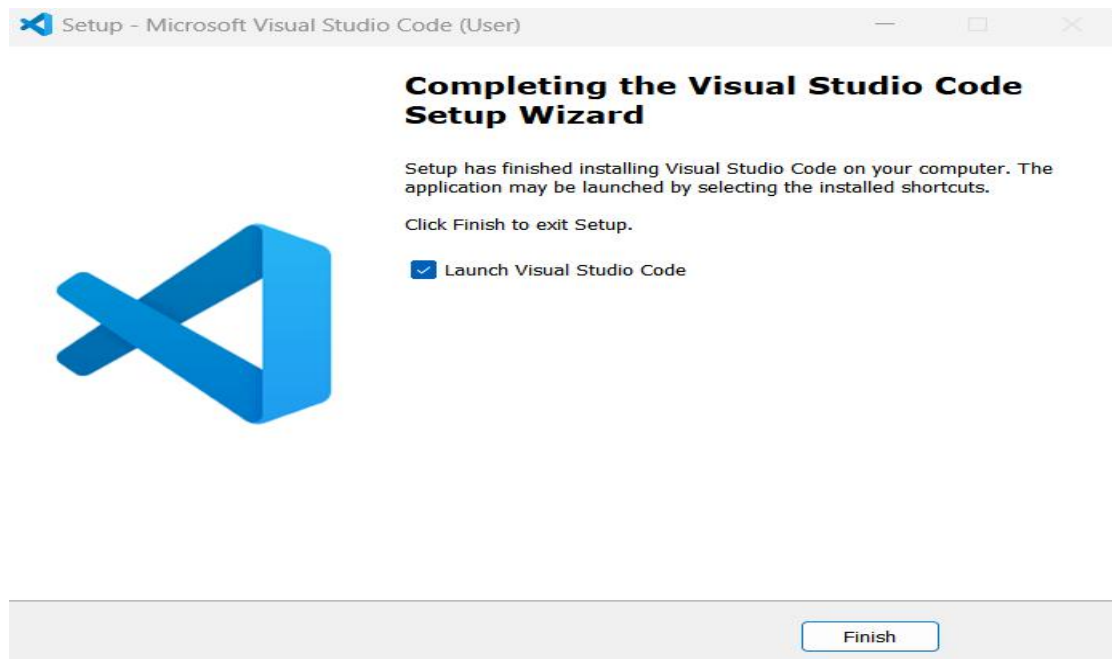 Setup - Microsoft Visual Studio Code (User)
Completing the Visual Studio Code
Setup Wizard
Setup has finished installing Visual Studio Code on your computer. The
application may be launched by selecting the installed shortcuts.
Click Finish to exit Setup.
Launch Visual Studio Code
Finish